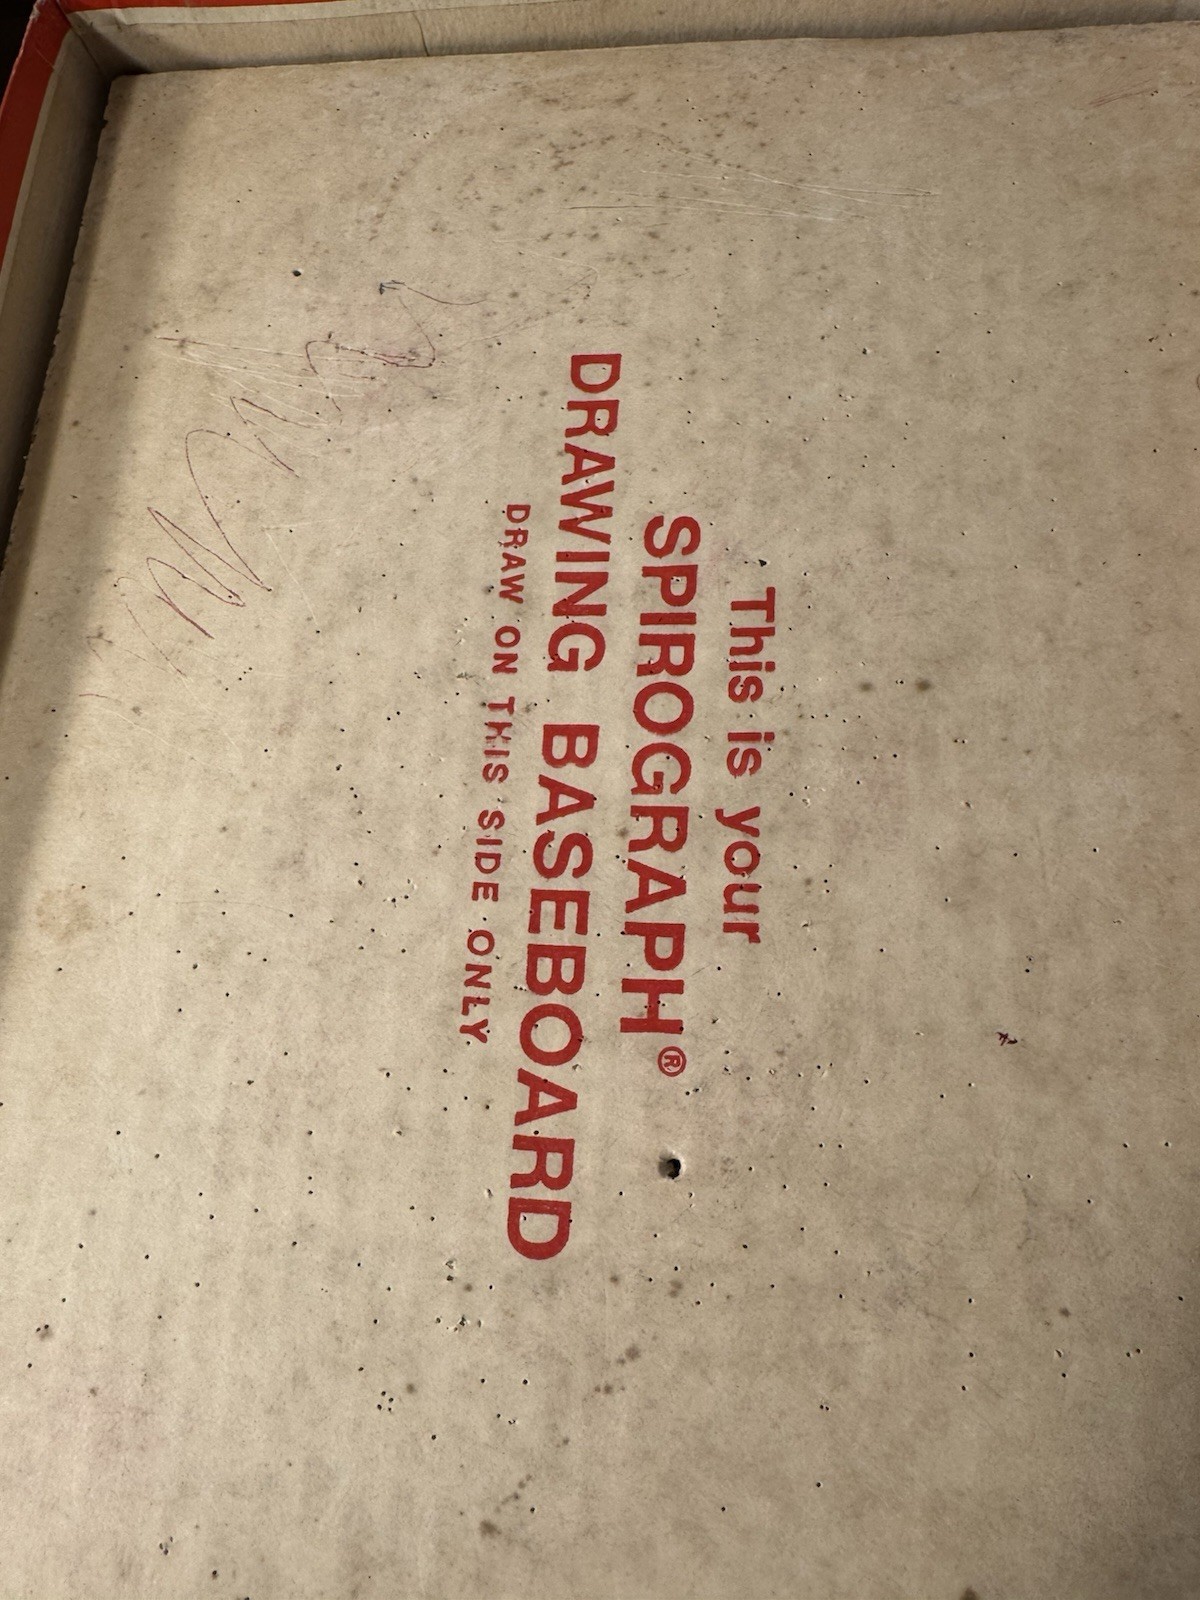 This is your
SPIROGRAPH®
DRAWING BASEBOARD
DRAW ON THIS SIDE ONLY